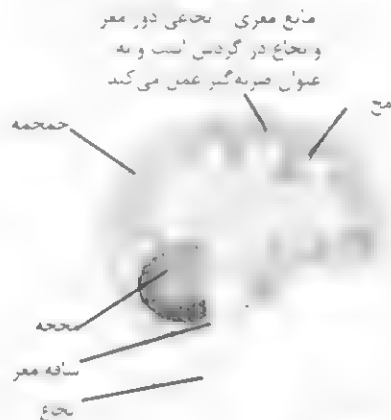 مایع مغزی نخاعی دور مغز
و نخاع در گردش است و به
عنوان ضربه‌گیر عمل می‌کند
مخ
جمجمه
مخچه
ساقه مغز
نخاع